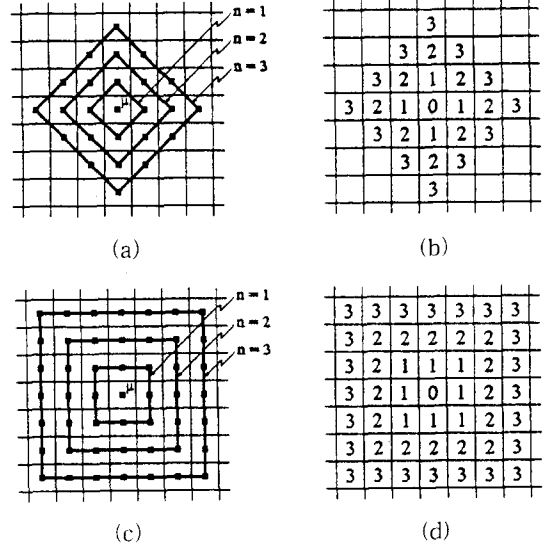 n = 1
n = 2
n = 3
μ
3
3 2 3
3 2 1 2 3
3 2 1 0 1 2 3
3 2 1 2 3
3 2 3
3
(a)
(b)
n = 1
n = 2
n = 3
μ
3 3 3 3 3 3 3
3 2 2 2 2 2 3
3 2 1 1 1 2 3
3 2 1 0 1 2 3
3 2 1 1 1 2 3
3 2 2 2 2 2 3
3 3 3 3 3 3 3
(c)
(d)